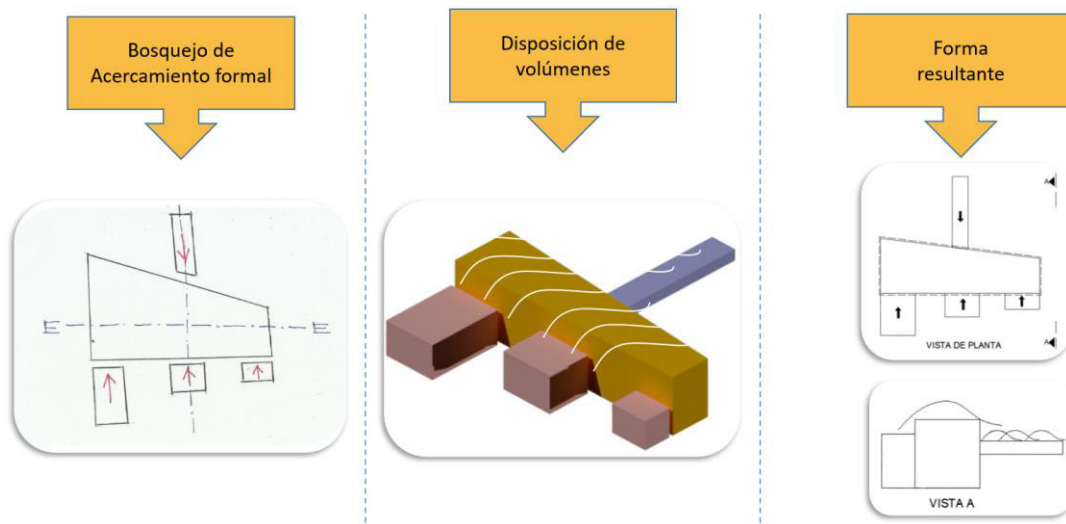 Bosquejo de
Acercamiento formal
Disposición de
volúmenes
Forma
resultante
E
E
A
VISTA DE PLANTA
A
VISTA A